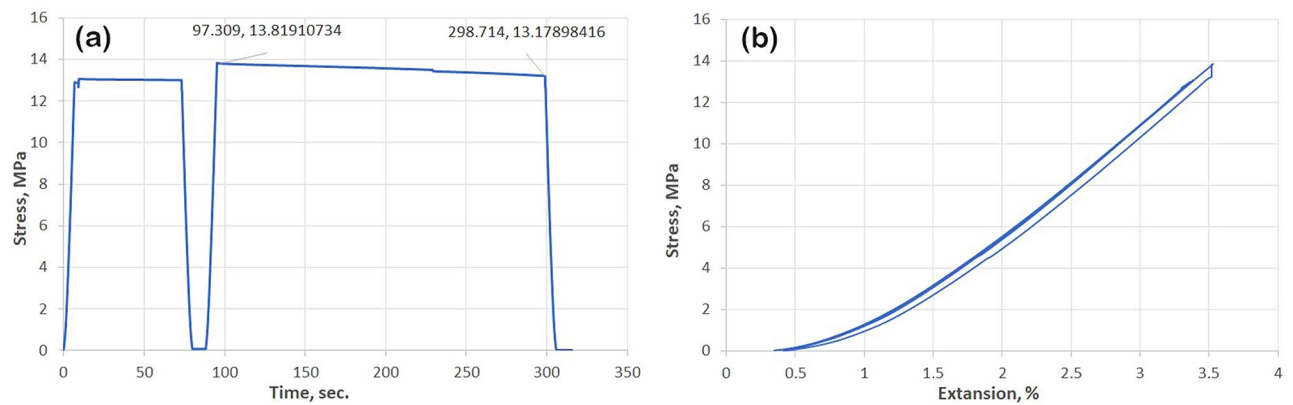 (a)
97.309, 13.81910734
298.714, 13.17898416
Stress, MPa
16
14
12
10
8
6
4
2
0
0 50 100 150 200 250 300 350
Time, sec.
(b)
Stress, MPa
16
14
12
10
8
6
4
2
0
0 0.5 1 1.5 2 2.5 3 3.5 4
Extansion, %